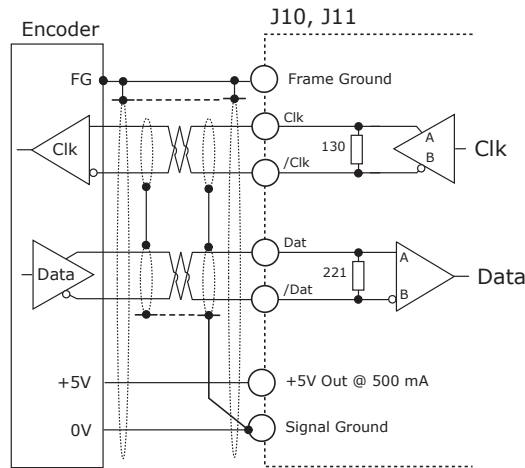 J10, J11
Encoder
FG
Frame Ground
Clk
Clk
/Clk
130
A
B
Clk
Data
Dat
/Dat
221
A
B
Data
+5V
+5V Out @ 500 mA
0V
Signal Ground